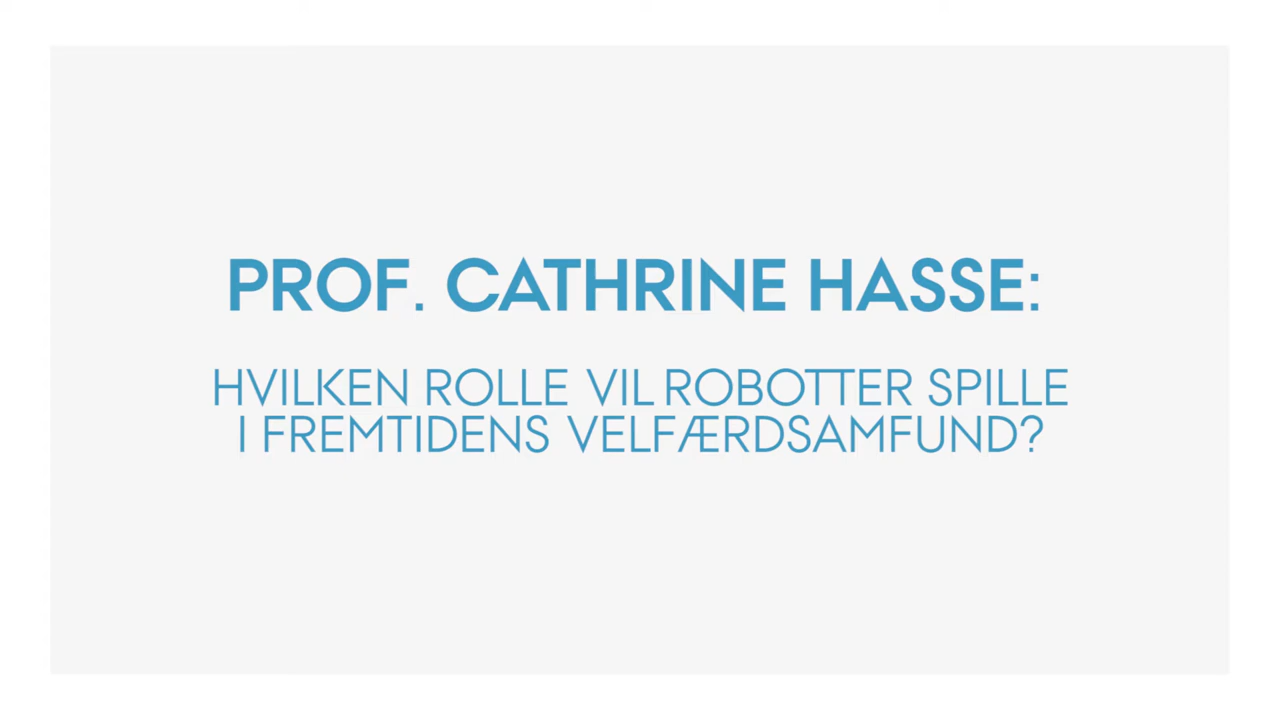 PROF. CATHRINE HASSE:
HVILKEN ROLLE VIL ROBOTTER SPILLE
I FREMTIDENS VELFÆRDSAMFUND?